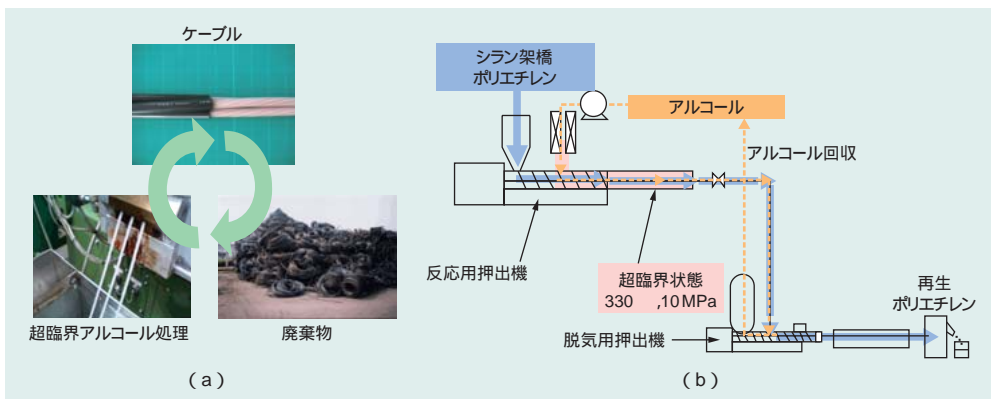 ケーブル
超臨界アルコール処理
廃棄物
(a)
シラン架橋
ポリエチレン
アルコール
アルコール回収
反応用押出機
超臨界状態
330 ,10MPa
脱気用押出機
再生
ポリエチレン
(b)